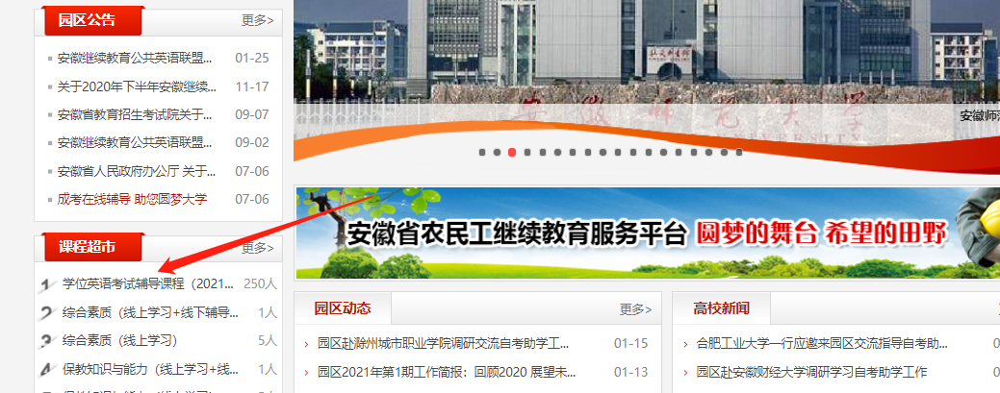 园区公告 更多>
安徽继续教育公共英语联盟... 01-25
关于2020年下半年安徽继续... 11-17
安徽省教育招生考试院关于... 09-07
安徽继续教育公共英语联盟... 09-02
安徽省人民政府办公厅 关于... 07-06
成考在线辅导 助您圆梦大学 07-06
课程超市 更多>
1 学位英语考试辅导课程（2021... 250人
2 综合素质（线上学习+线下辅导... 1人
3 综合素质（线上学习） 5人
4 保教知识与能力（线上学习+线... 1人
安徽师范大学
安徽师
安徽省农民工继续教育服务平台 圆梦的舞台 希望的田野
园区动态 更多>
园区赴滁州城市职业学院调研交流自考助学工... 01-15
园区2021年第1期工作简报：回顾2020 展望未... 01-13
高校新闻
合肥工业大学一行应邀来园区交流指导自考助...
园区赴安徽财经大学调研学习自考助学工作